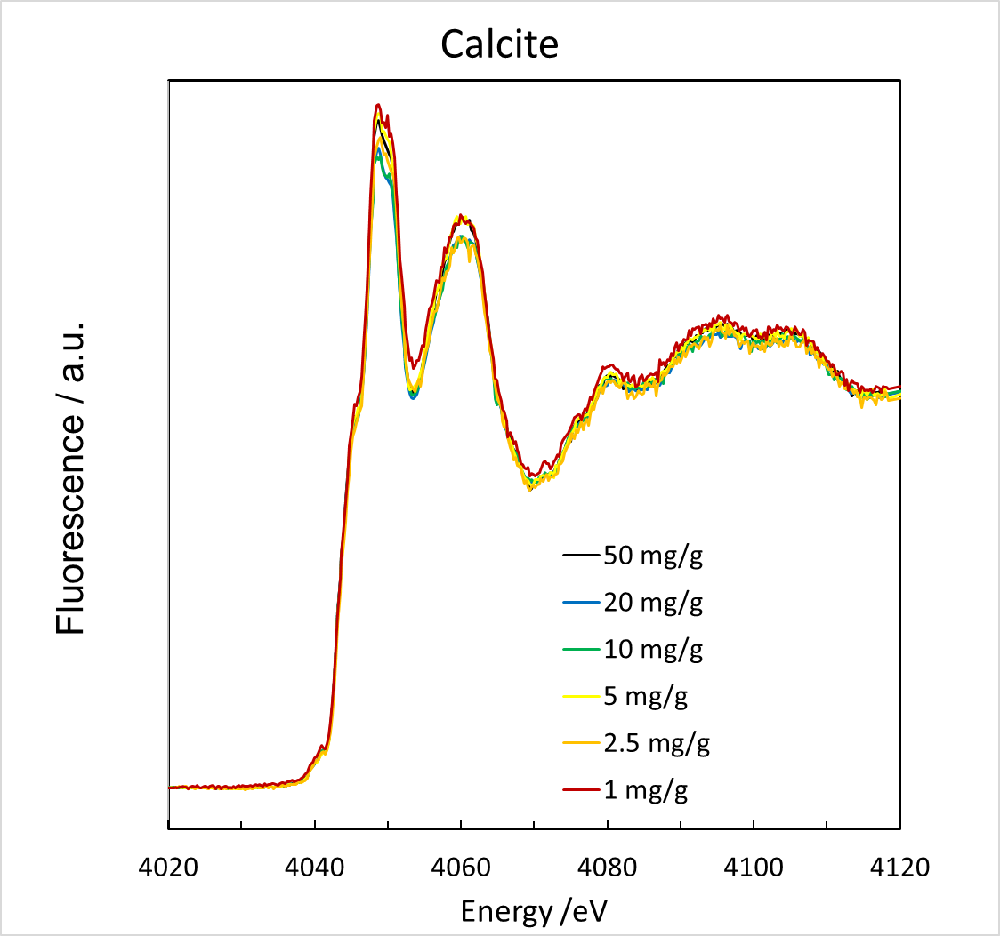 Calcite
Fluorescence / a.u.
50 mg/g
20 mg/g
10 mg/g
5 mg/g
2.5 mg/g
1 mg/g
4020 4040 4060 4080 4100 4120
Energy /eV